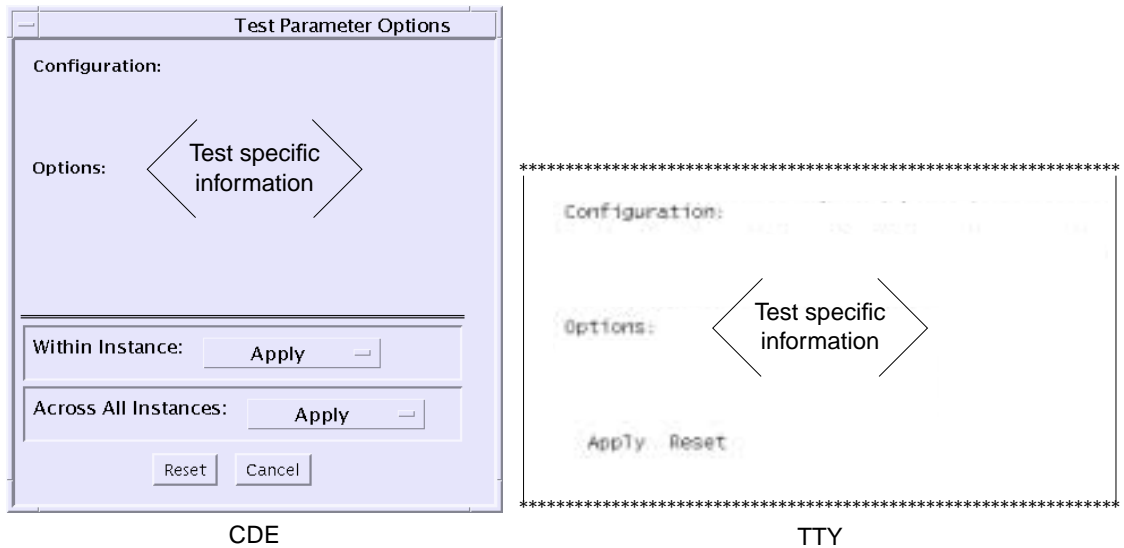 Test Parameter Options
Configuration:
Options:
Test specific
information
Within Instance:
Apply
Across All Instances:
Apply
Reset
Cancel
CDE
******************************************************************
Configuration:
Options:
Test specific
information
Apply Reset
******************************************************************
TTY